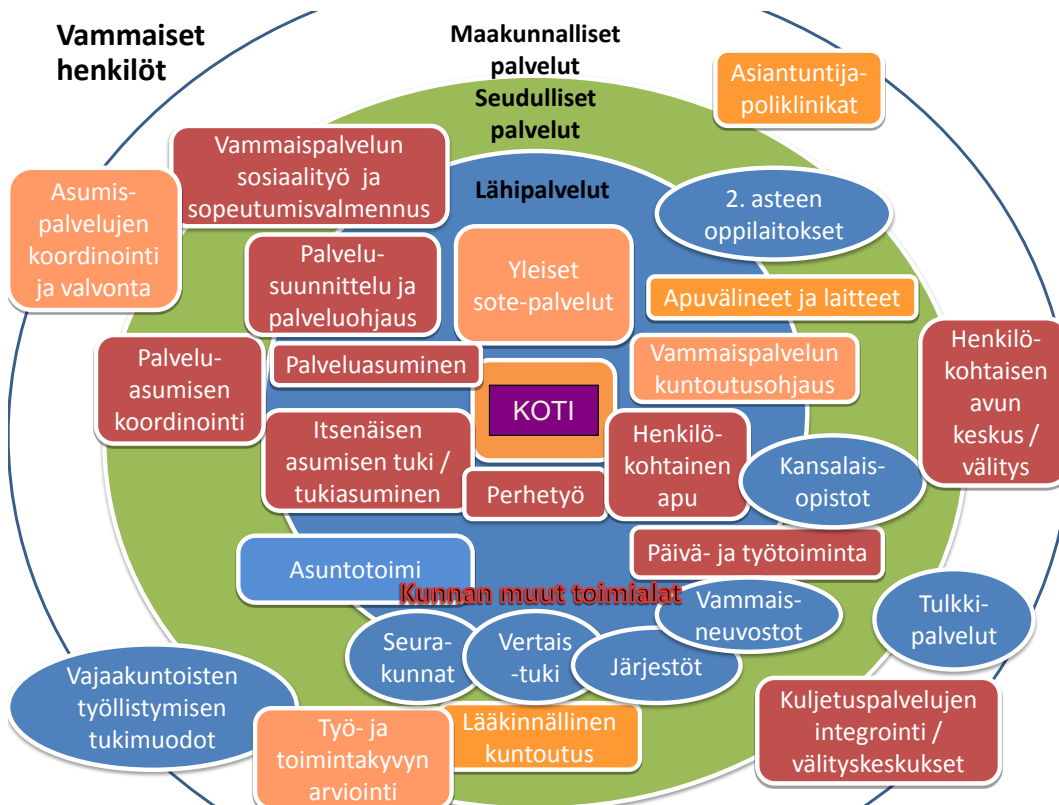 Vammaiset
henkilöt
Maakunnalliset
palvelut
Seudulliset
palvelut
Lähipalvelut
Asiantuntija-
poliklinikat
Vammaispalvelun
sosiaalityö ja
sopeutumisvalmennus
Asumis-
palvelujen
koordinointi
ja valvonta
2. asteen
oppilaitokset
Palvelu-
suunnittelu ja
palveluohjaus
Yleiset
sote-palvelut
Apuvälineet ja laitteet
Palvelu-
asumisen
koordinointi
Palveluasuminen
Vammaispalvelun
kuntoutusohjaus
Henkilö-
kohtaisen
avun
keskus /
välitys
KOTI
Itsenäisen
asumisen tuki /
tukiasuminen
Perhetyö
Henkilö-
kohtainen
apu
Kansalais-
opistot
Asuntotoimi
Päivä- ja työtoiminta
Kunnan muut toimialat
Vammais-
neuvostot
Tulkki-
palvelut
Seura-
kunnat
Vertais
-tuki
Järjestöt
Vajaakuntoisten
työllistymisen
tukimuodot
Työ- ja
toimintakyvyn
arviointi
Lääkinnällinen
kuntoutus
Kuljetuspalvelujen
integrointi /
välityskeskukset